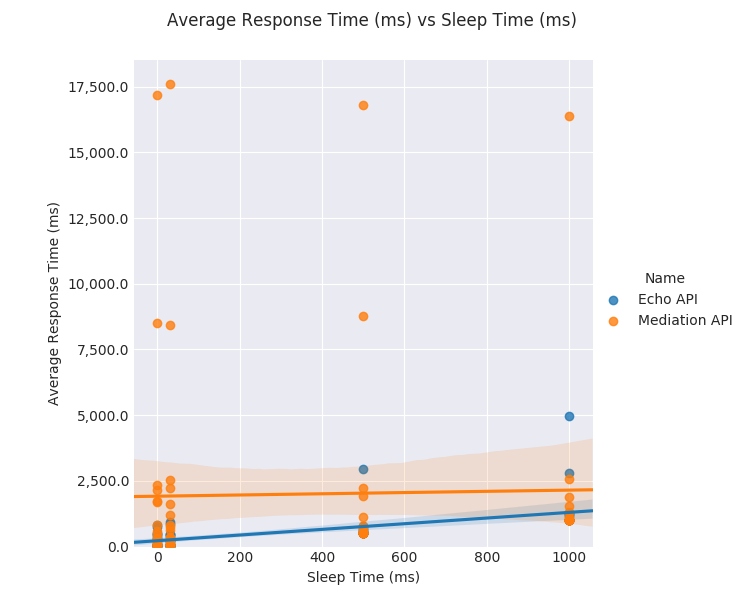 Average Response Time (ms) vs Sleep Time (ms)
17,500.0
15,000.0
12,500.0
10,000.0
7,500.0
5,000.0
2,500.0
0.0
Average Response Time (ms)
0 200 400 600 800 1000
Sleep Time (ms)
Name
Echo API
Mediation API